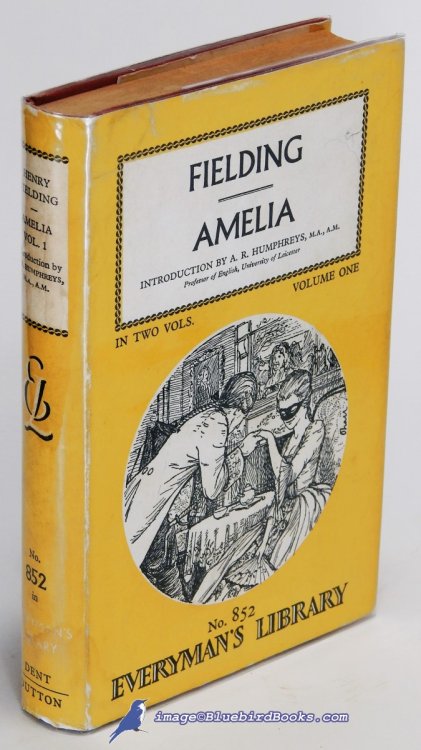 FIELDING
AMELIA
INTRODUCTION BY A. R. HUMPHREYS, M.A., A.M.
Professor of English, University of Leicester
IN TWO VOLS.
VOLUME ONE
No. 852
EVERYMAN'S LIBRARY
HENRY
FIELDING
AMELIA
VOL. 1
by
HUMPHREYS,
A.M.
EL
No.
852
in
DENT
DUTTON
image©BluebirdBooks.com